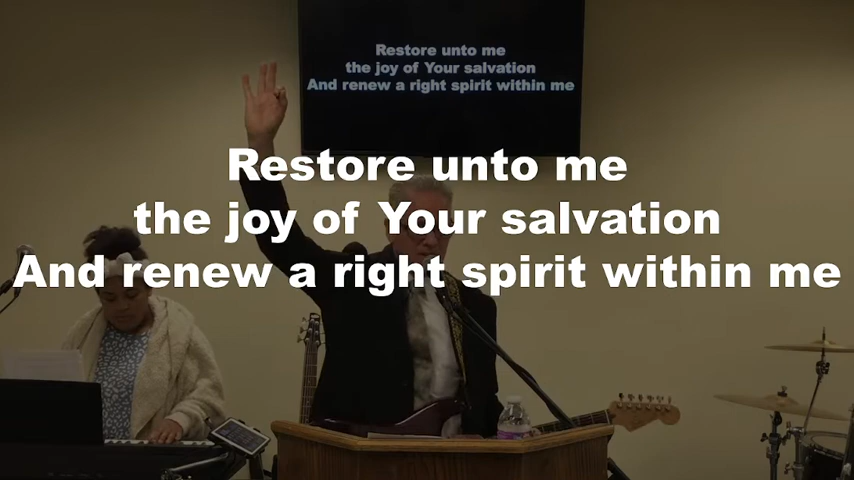 Restore unto me
the joy of Your salvation
And renew a right spirit within me
Restore unto me
the joy of Your salvation
And renew a right spirit within me